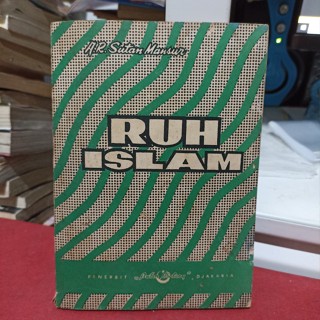 A.R. Sutan Mansur
RUH
ISLAM
PENERBIT
DJAKARTA